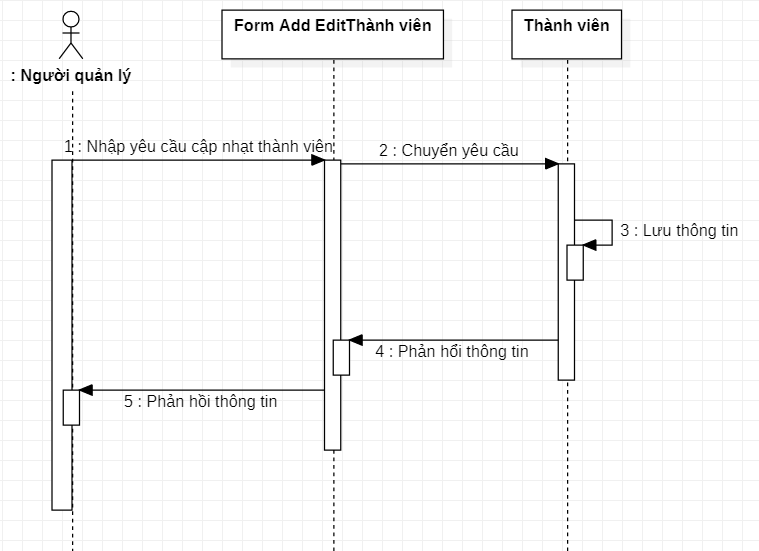 Form Add EditThành viên
Thành viên
: Người quản lý
1 : Nhập yêu cầu cập nhạt thành viên
2 : Chuyển yêu cầu
3 : Lưu thông tin
4 : Phản hổi thông tin
5 : Phản hồi thông tin